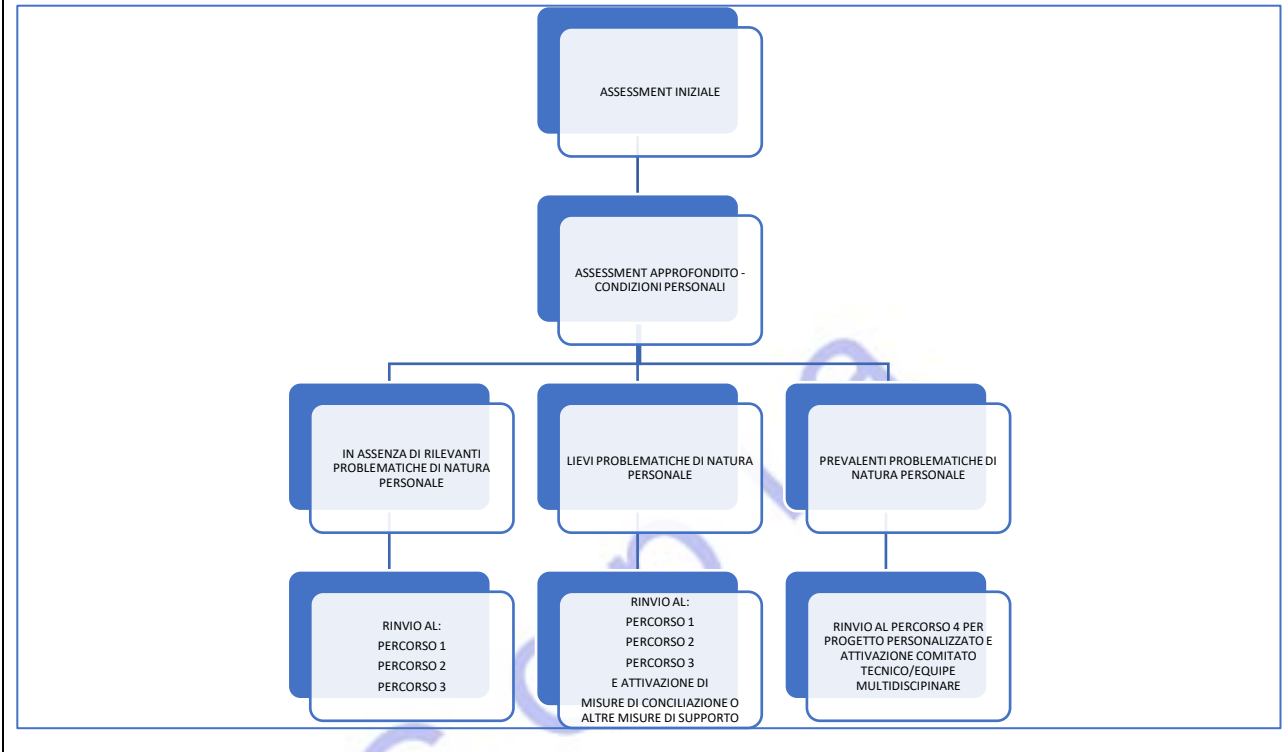 ASSESSMENT INIZIALE
ASSESSMENT APPROFONDITO -
CONDIZIONI PERSONALI
IN ASSENZA DI RILEVANTI
PROBLEMATICHE DI NATURA
PERSONALE
LIEVI PROBLEMATICHE DI NATURA
PERSONALE
PREVALENTI PROBLEMATICHE DI
NATURA PERSONALE
RINVIO AL:
PERCORSO 1
PERCORSO 2
PERCORSO 3
RINVIO AL:
PERCORSO 1
PERCORSO 2
PERCORSO 3
E ATTIVAZIONE DI
MISURE DI CONCILIAZIONE O
ALTRE MISURE DI SUPPORTO
RINVIO AL PERCORSO 4 PER
PROGETTO PERSONALIZZATO E
ATTIVAZIONE COMITATO
TECNICO/EQUIPE
MULTIDISCIPINARE